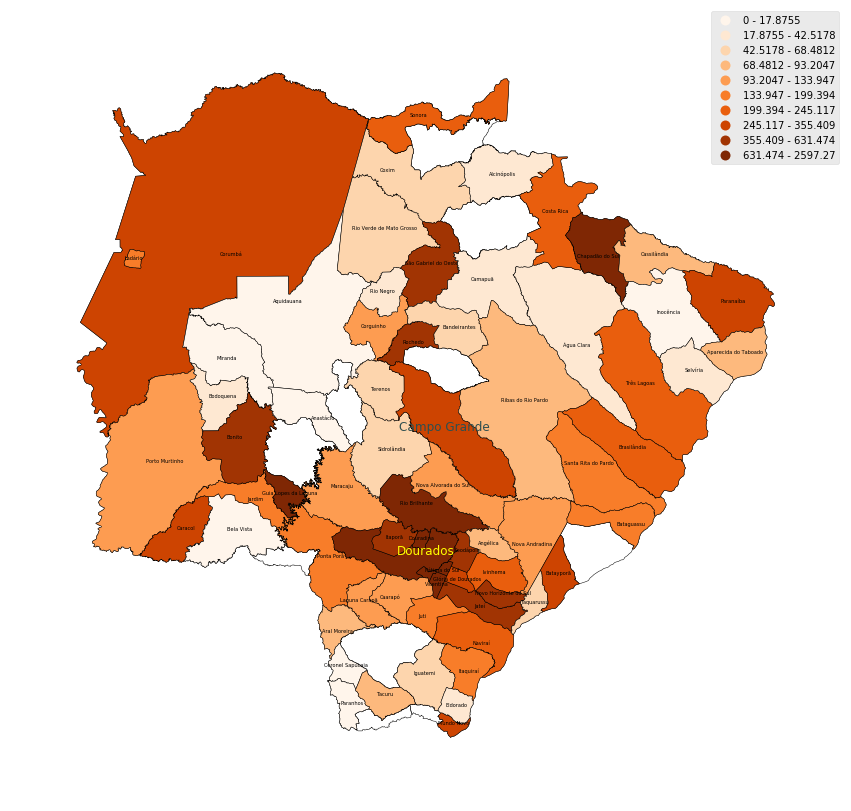 0 - 17.8755
17.8755 - 42.5178
42.5178 - 68.4812
68.4812 - 93.2047
93.2047 - 133.947
133.947 - 199.394
199.394 - 245.117
245.117 - 355.409
355.409 - 631.474
631.474 - 2597.27
Sonora
Coxim
Alcinópolis
Costa Rica
Rio Verde de Mato Grosso
Corumbá
Ladário
São Gabriel do Oeste
Chapadão do Sul
Cassilândia
Camapuã
Rio Negro
Aquidauana
Paranaíba
Inocência
Corguinho
Bandeirantes
Rochedo
Água Clara
Aparecida do Taboado
Miranda
Selvíria
Três Lagoas
Terenos
Bodoquena
Ribas do Rio Pardo
Anastácio
Campo Grande
Bonito
Brasilândia
Sidrolândia
Porto Murtinho
Santa Rita do Pardo
Maracaju
Nova Alvorada do Sul
Guia Lopes da Laguna
Jardim
Rio Brilhante
Caracol
Bela Vista
Bataguassu
Itaporã
Angélica
Nova Andradina
Dourados
Ponta Porã
Ivinhema
Batayporã
Glória de Dourados
Vicentina
Novo Horizonte do Sul
Laguna Carapã
Caarapó
Jateí
Taquarussu
Juti
Aral Moreira
Naviraí
Coronel Sapucaia
Iguatemi
Itaquiraí
Tacuru
Paranhos
Eldorado
Mundo Novo